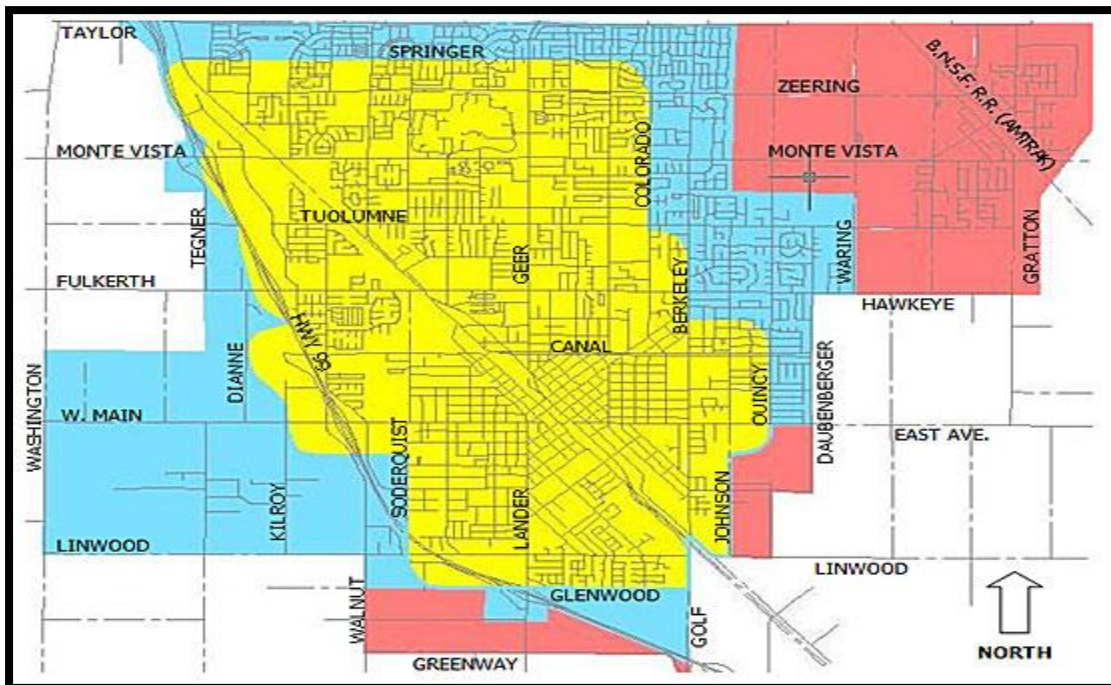 TAYLOR
SPRINGER
B.N.S.F. R.R. (AMTRAK)
ZEERING
COLORADO
MONTE VISTA
MONTE VISTA
TEGNER
TUOLUMNE
GEER
WARING
GRATTON
FULKERTH
BERKELEY
HAWKEYE
HWY 99
CANAL
DIANNE
QUINCY
DAUBENBERGER
WASHINGTON
W. MAIN
EAST AVE.
SODERQUIST
KILROY
LANDER
JOHNSON
LINWOOD
LINWOOD
WALNUT
GLENWOOD
GOLF
GREENWAY
NORTH